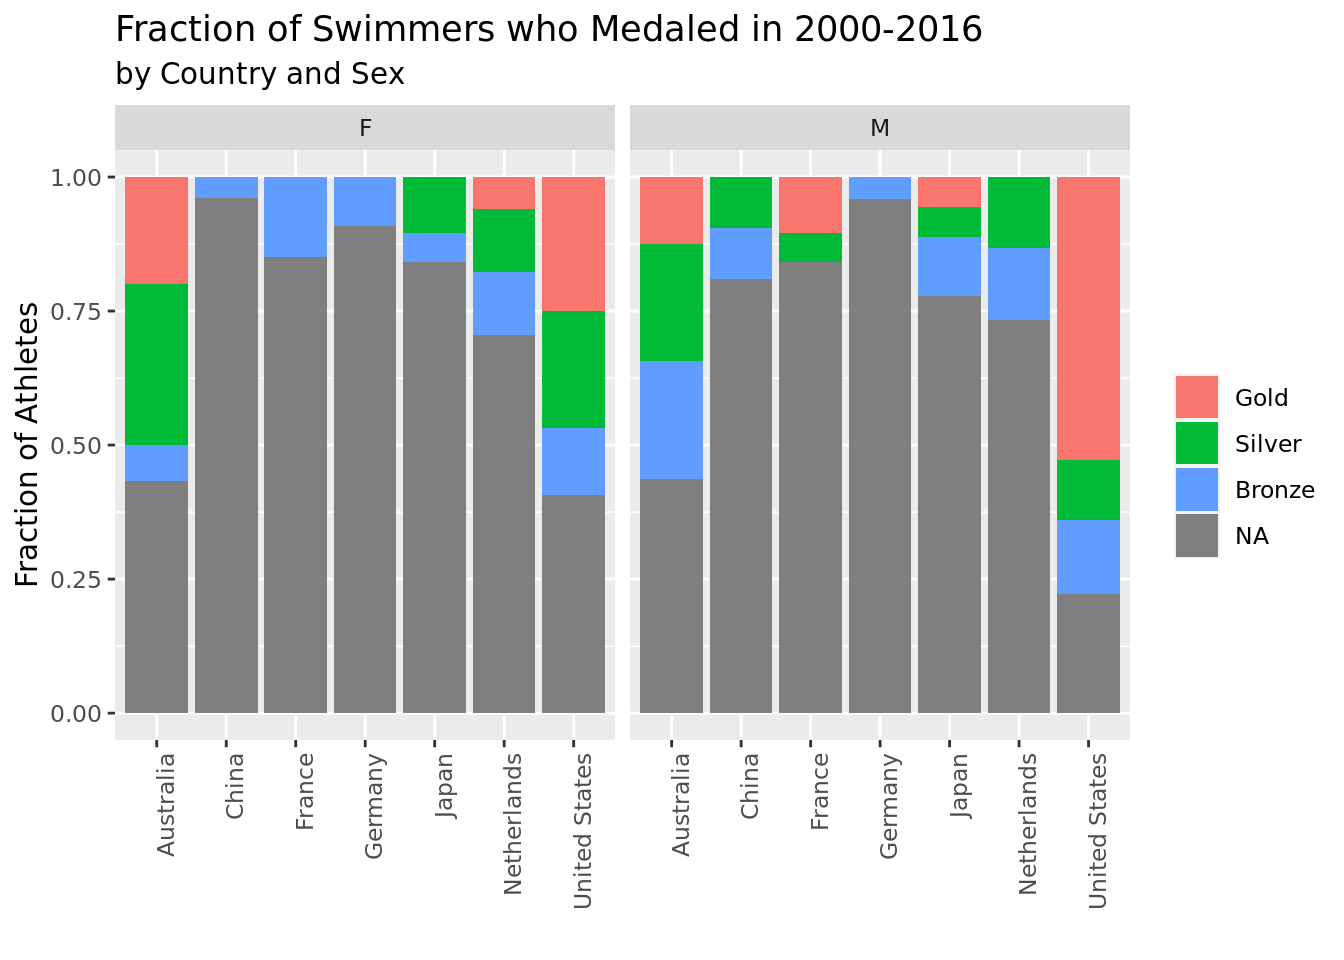 Fraction of Swimmers who Medaled in 2000-2016
by Country and Sex
F
M
Fraction of Athletes
1.00
0.75
0.50
0.25
0.00
Australia
China
France
Germany
Japan
Netherlands
United States
Australia
China
France
Germany
Japan
Netherlands
United States
Gold
Silver
Bronze
NA